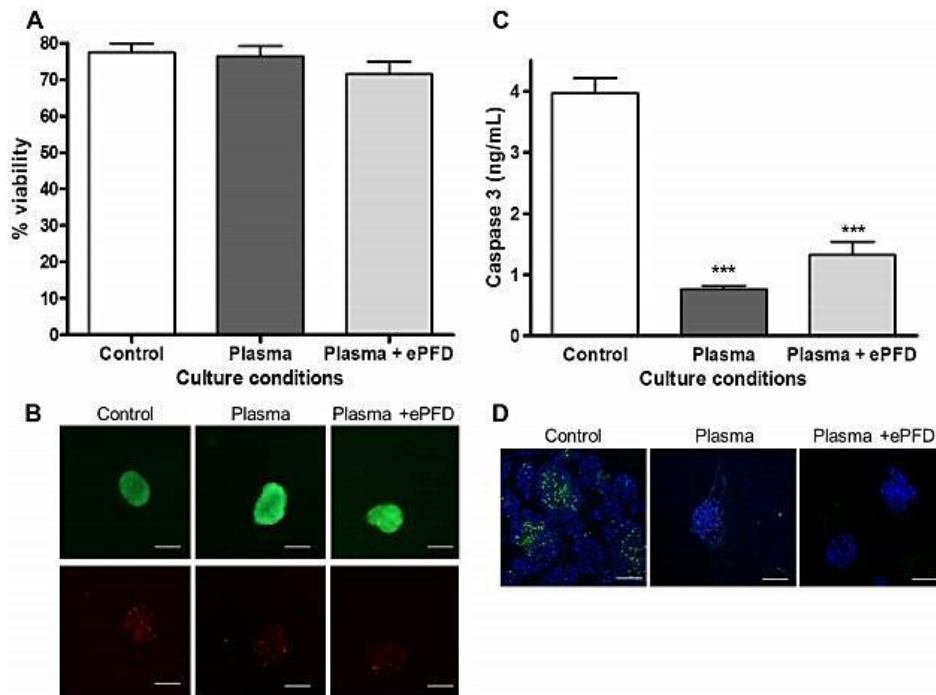 A
% viability
80
70
60
50
40
30
20
10
0
Control Plasma Plasma + ePFD
Culture conditions
C
Caspase 3 (ng/mL)
4
3
2
1
0
***
***
Control Plasma Plasma + ePFD
Culture conditions
B
Control Plasma Plasma +ePFD
D
Control Plasma Plasma +ePFD